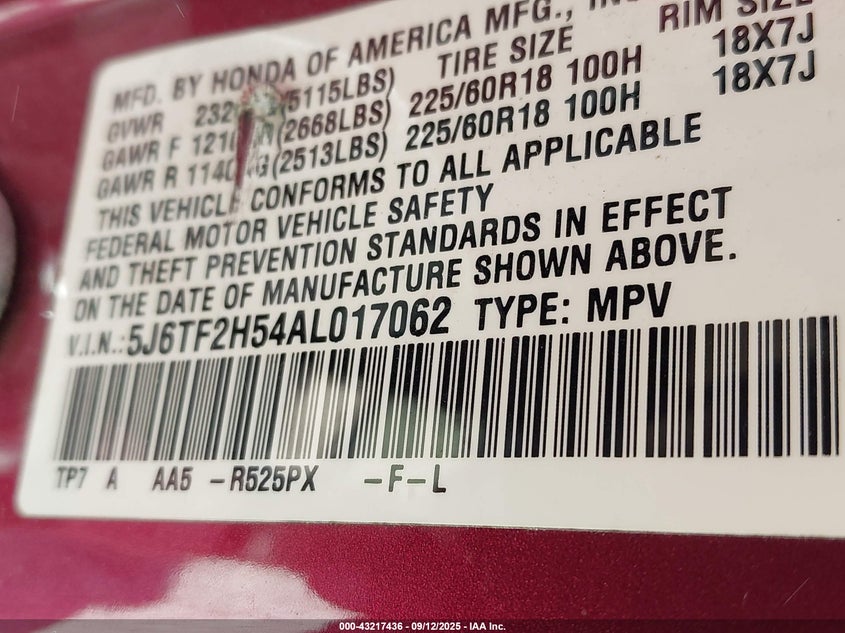 MFD. BY HONDA OF AMERICA MFG., INC
TIRE SIZE RIM SIZE
GVWR (5115LBS)
GAWR F (2668LBS) 225/60R18 100H 18X7J
GAWR R (2513LBS) 225/60R18 100H 18X7J
THIS VEHICLE CONFORMS TO ALL APPLICABLE
FEDERAL MOTOR VEHICLE SAFETY
AND THEFT PREVENTION STANDARDS IN EFFECT
ON THE DATE OF MANUFACTURE SHOWN ABOVE.
V.I.N.:5J6TF2H54AL017062 TYPE: MPV
TP7 A AA5 -R525PX -F-L
000-43217436 - 09/12/2025 - IAA Inc.